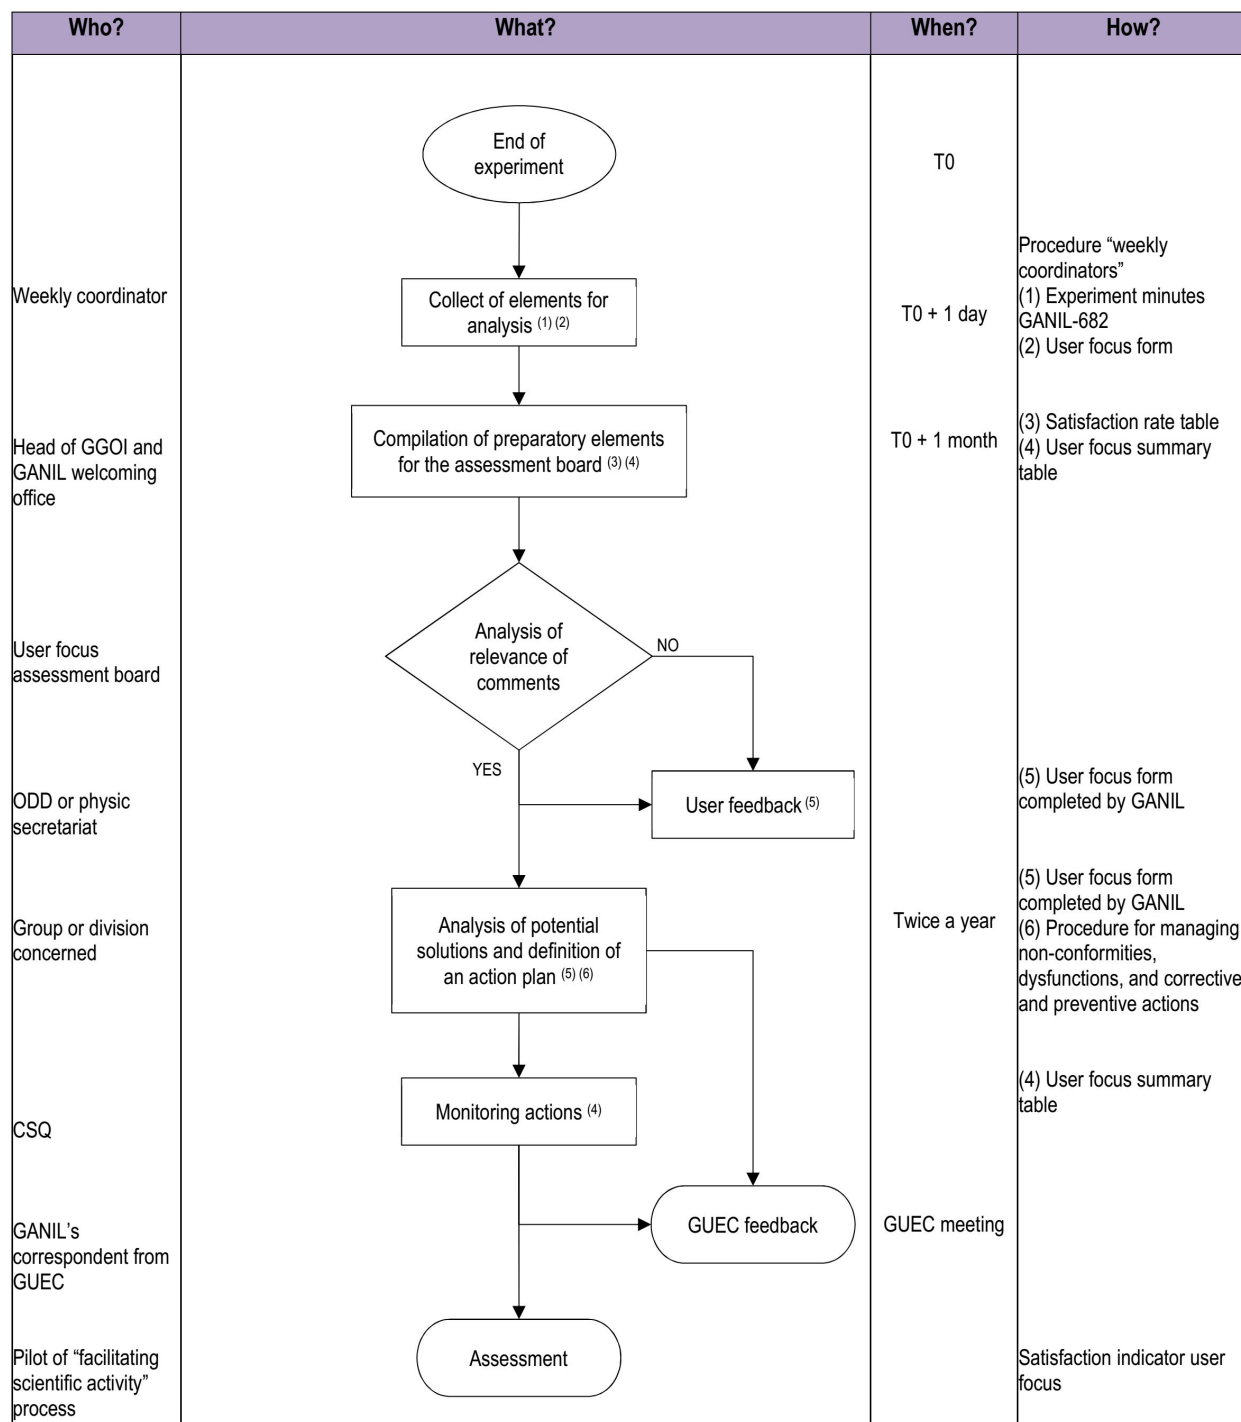 Who?
What?
When?
How?
End of
experiment
T0
Weekly coordinator
Collect of elements for
analysis (1) (2)
T0 + 1 day
Procedure “weekly
coordinators”
(1) Experiment minutes
GANIL-682
(2) User focus form
Head of GGOI and
GANIL welcoming
office
Compilation of preparatory elements
for the assessment board (3) (4)
T0 + 1 month
(3) Satisfaction rate table
(4) User focus summary
table
User focus
assessment board
Analysis of
relevance of
comments
NO
YES
ODD or physic
secretariat
User feedback (5)
(5) User focus form
completed by GANIL
Group or division
concerned
Analysis of potential
solutions and definition of
an action plan (5) (6)
Twice a year
(5) User focus form
completed by GANIL
(6) Procedure for managing
non-conformities,
dysfunctions, and corrective
and preventive actions
CSQ
Monitoring actions (4)
(4) User focus summary
table
GANIL’s
correspondent from
GUEC
GUEC feedback
GUEC meeting
Pilot of “facilitating
scientific activity”
process
Assessment
Satisfaction indicator user
focus